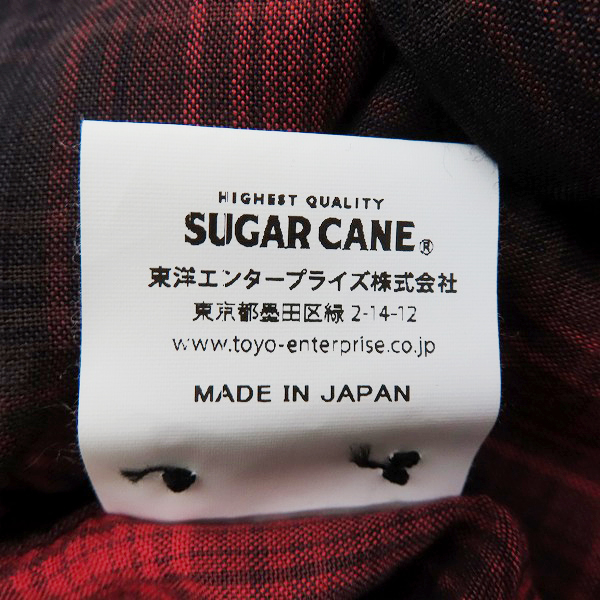 HIGHEST QUALITY
SUGAR CANE®
東洋エンタープライズ株式会社
東京都墨田区緑 2-14-12
www.toyo-enterprise.co.jp
MADE IN JAPAN